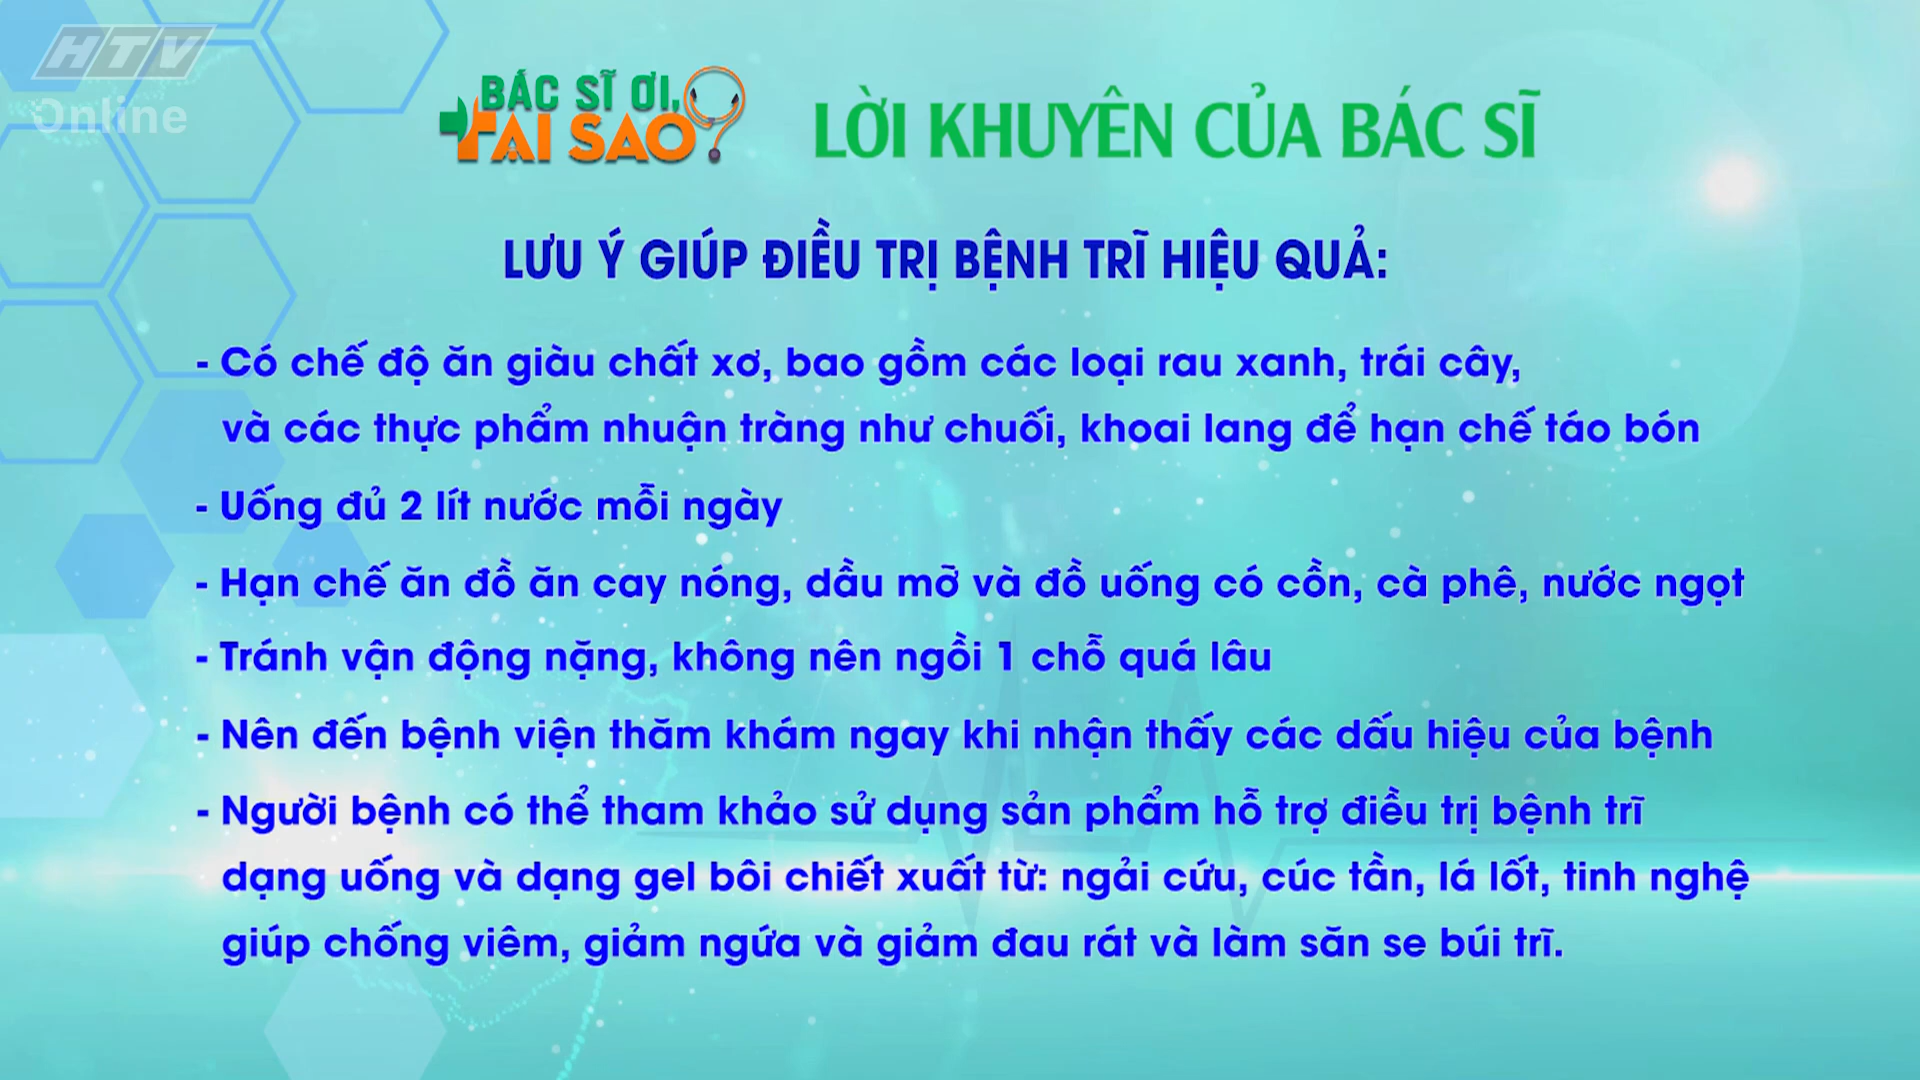 HTV
Online
BÁC SĨ ƠI,
TẠI SAO?
LỜI KHUYÊN CỦA BÁC SĨ
LƯU Ý GIÚP ĐIỀU TRỊ BỆNH TRĨ HIỆU QUẢ:
- Có chế độ ăn giàu chất xơ, bao gồm các loại rau xanh, trái cây,
và các thực phẩm nhuận tràng như chuối, khoai lang để hạn chế táo bón
- Uống đủ 2 lít nước mỗi ngày
- Hạn chế ăn đồ ăn cay nóng, dầu mỡ và đồ uống có cồn, cà phê, nước ngọt
- Tránh vận động nặng, không nên ngồi 1 chỗ quá lâu
- Nên đến bệnh viện thăm khám ngay khi nhận thấy các dấu hiệu của bệnh
- Người bệnh có thể tham khảo sử dụng sản phẩm hỗ trợ điều trị bệnh trĩ
dạng uống và dạng gel bôi chiết xuất từ: ngải cứu, cúc tần, lá lốt, tinh nghệ
giúp chống viêm, giảm ngứa và giảm đau rát và làm săn se búi trĩ.